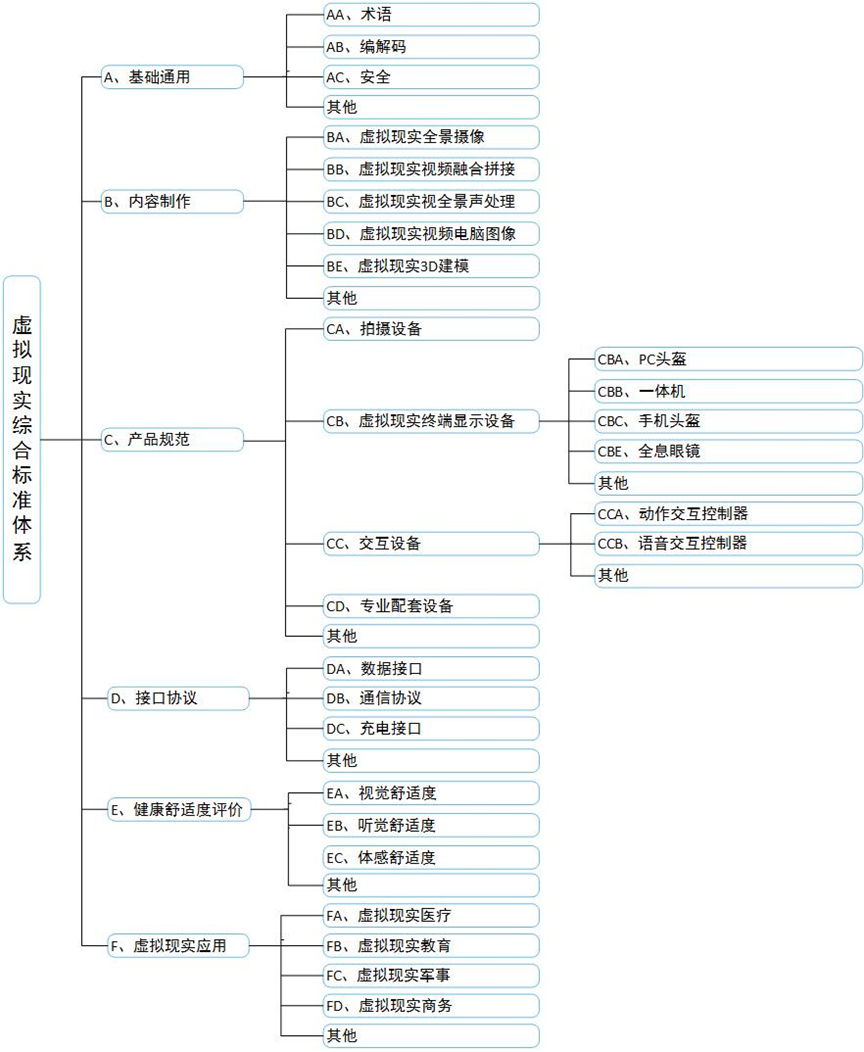 虚拟现实综合标准体系
A、基础通用
AA、术语
AB、编解码
AC、安全
其他
B、内容制作
BA、虚拟现实全景摄像
BB、虚拟现实视频融合拼接
BC、虚拟现实视全景声处理
BD、虚拟现实视频电脑图像
BE、虚拟现实3D建模
其他
C、产品规范
CA、拍摄设备
CB、虚拟现实终端显示设备
CBA、PC头盔
CBB、一体机
CBC、手机头盔
CBE、全息眼镜
其他
CC、交互设备
CCA、动作交互控制器
CCB、语音交互控制器
其他
CD、专业配套设备
其他
D、接口协议
DA、数据接口
DB、通信协议
DC、充电接口
其他
E、健康舒适度评价
EA、视觉舒适度
EB、听觉舒适度
EC、体感舒适度
其他
F、虚拟现实应用
FA、虚拟现实医疗
FB、虚拟现实教育
FC、虚拟现实军事
FD、虚拟现实商务
其他